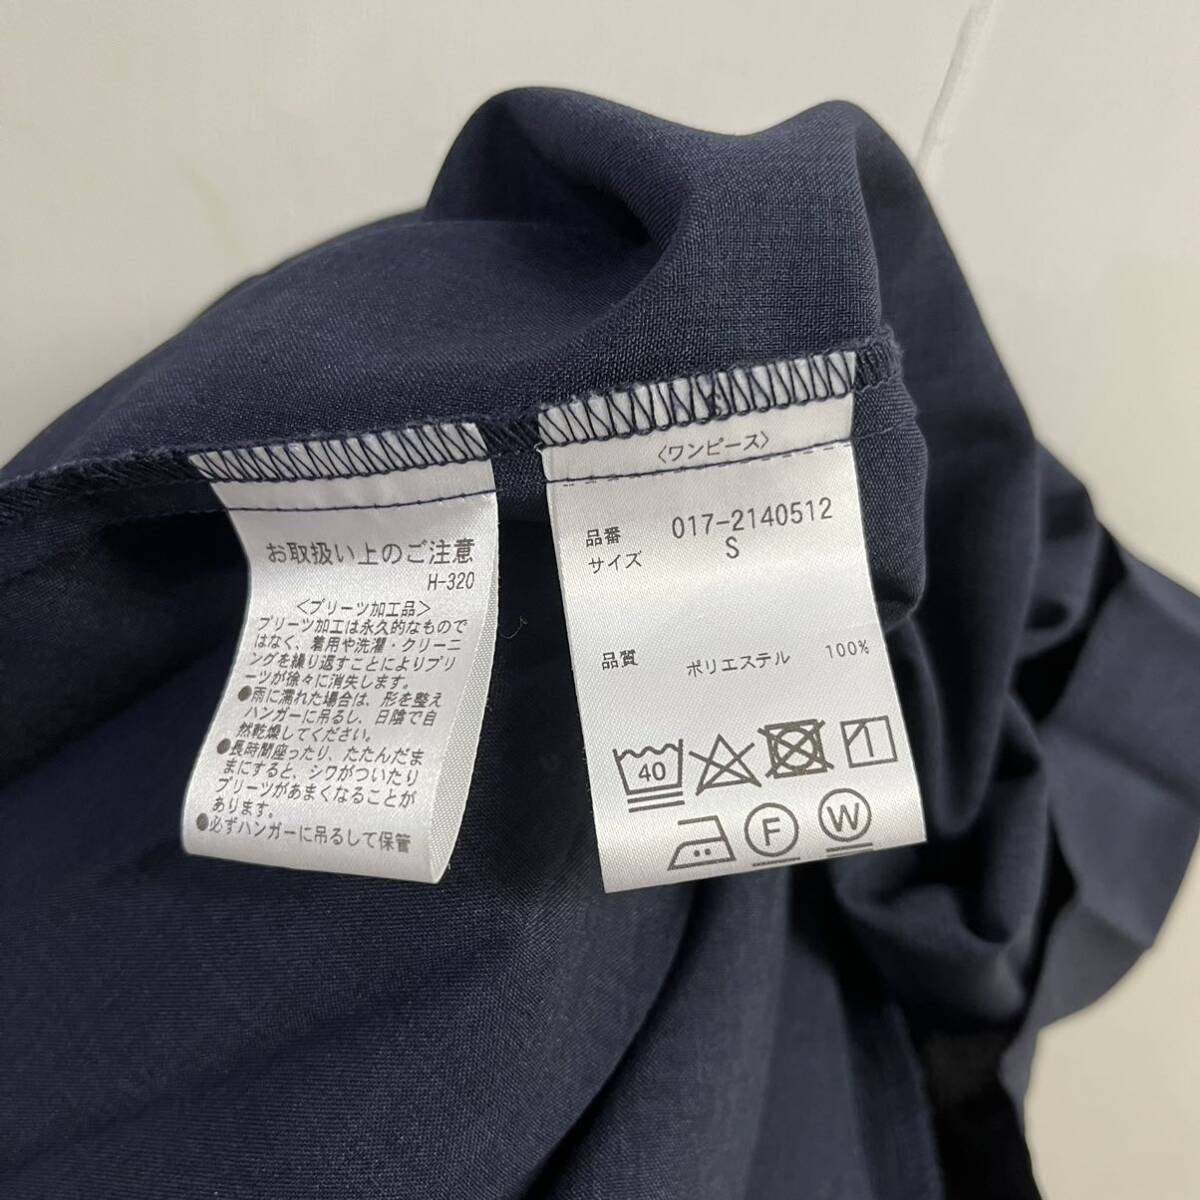 お取扱い上のご注意
H-320
<プリーツ加工品>
プリーツ加工は永久的なもので
はなく、着用や洗濯・クリーニ
ングを繰り返すことによりプリ
ーツが徐々に消失します。
●雨に濡れた場合は、形を整え
ハンガーに吊るし、日陰で自
然乾燥してください。
●長時間座ったり、たたんだま
まにすると、シワがついたり
プリーツがあまくなることが
あります。
●必ずハンガーに吊るして保管
S
<ワンピース>
品番 017-2140512
サイズ S
品質 ポリエステル 100%
40
F W